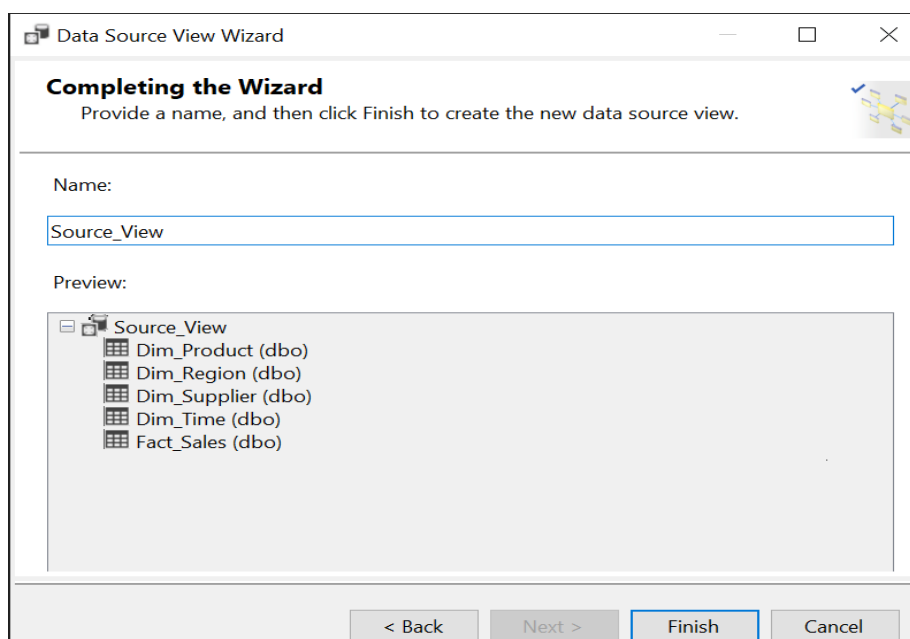 Data Source View Wizard
Completing the Wizard
Provide a name, and then click Finish to create the new data source view.
Name:
Source_View
Preview:
Source_View
Dim_Product (dbo)
Dim_Region (dbo)
Dim_Supplier (dbo)
Dim_Time (dbo)
Fact_Sales (dbo)
< Back Next > Finish Cancel